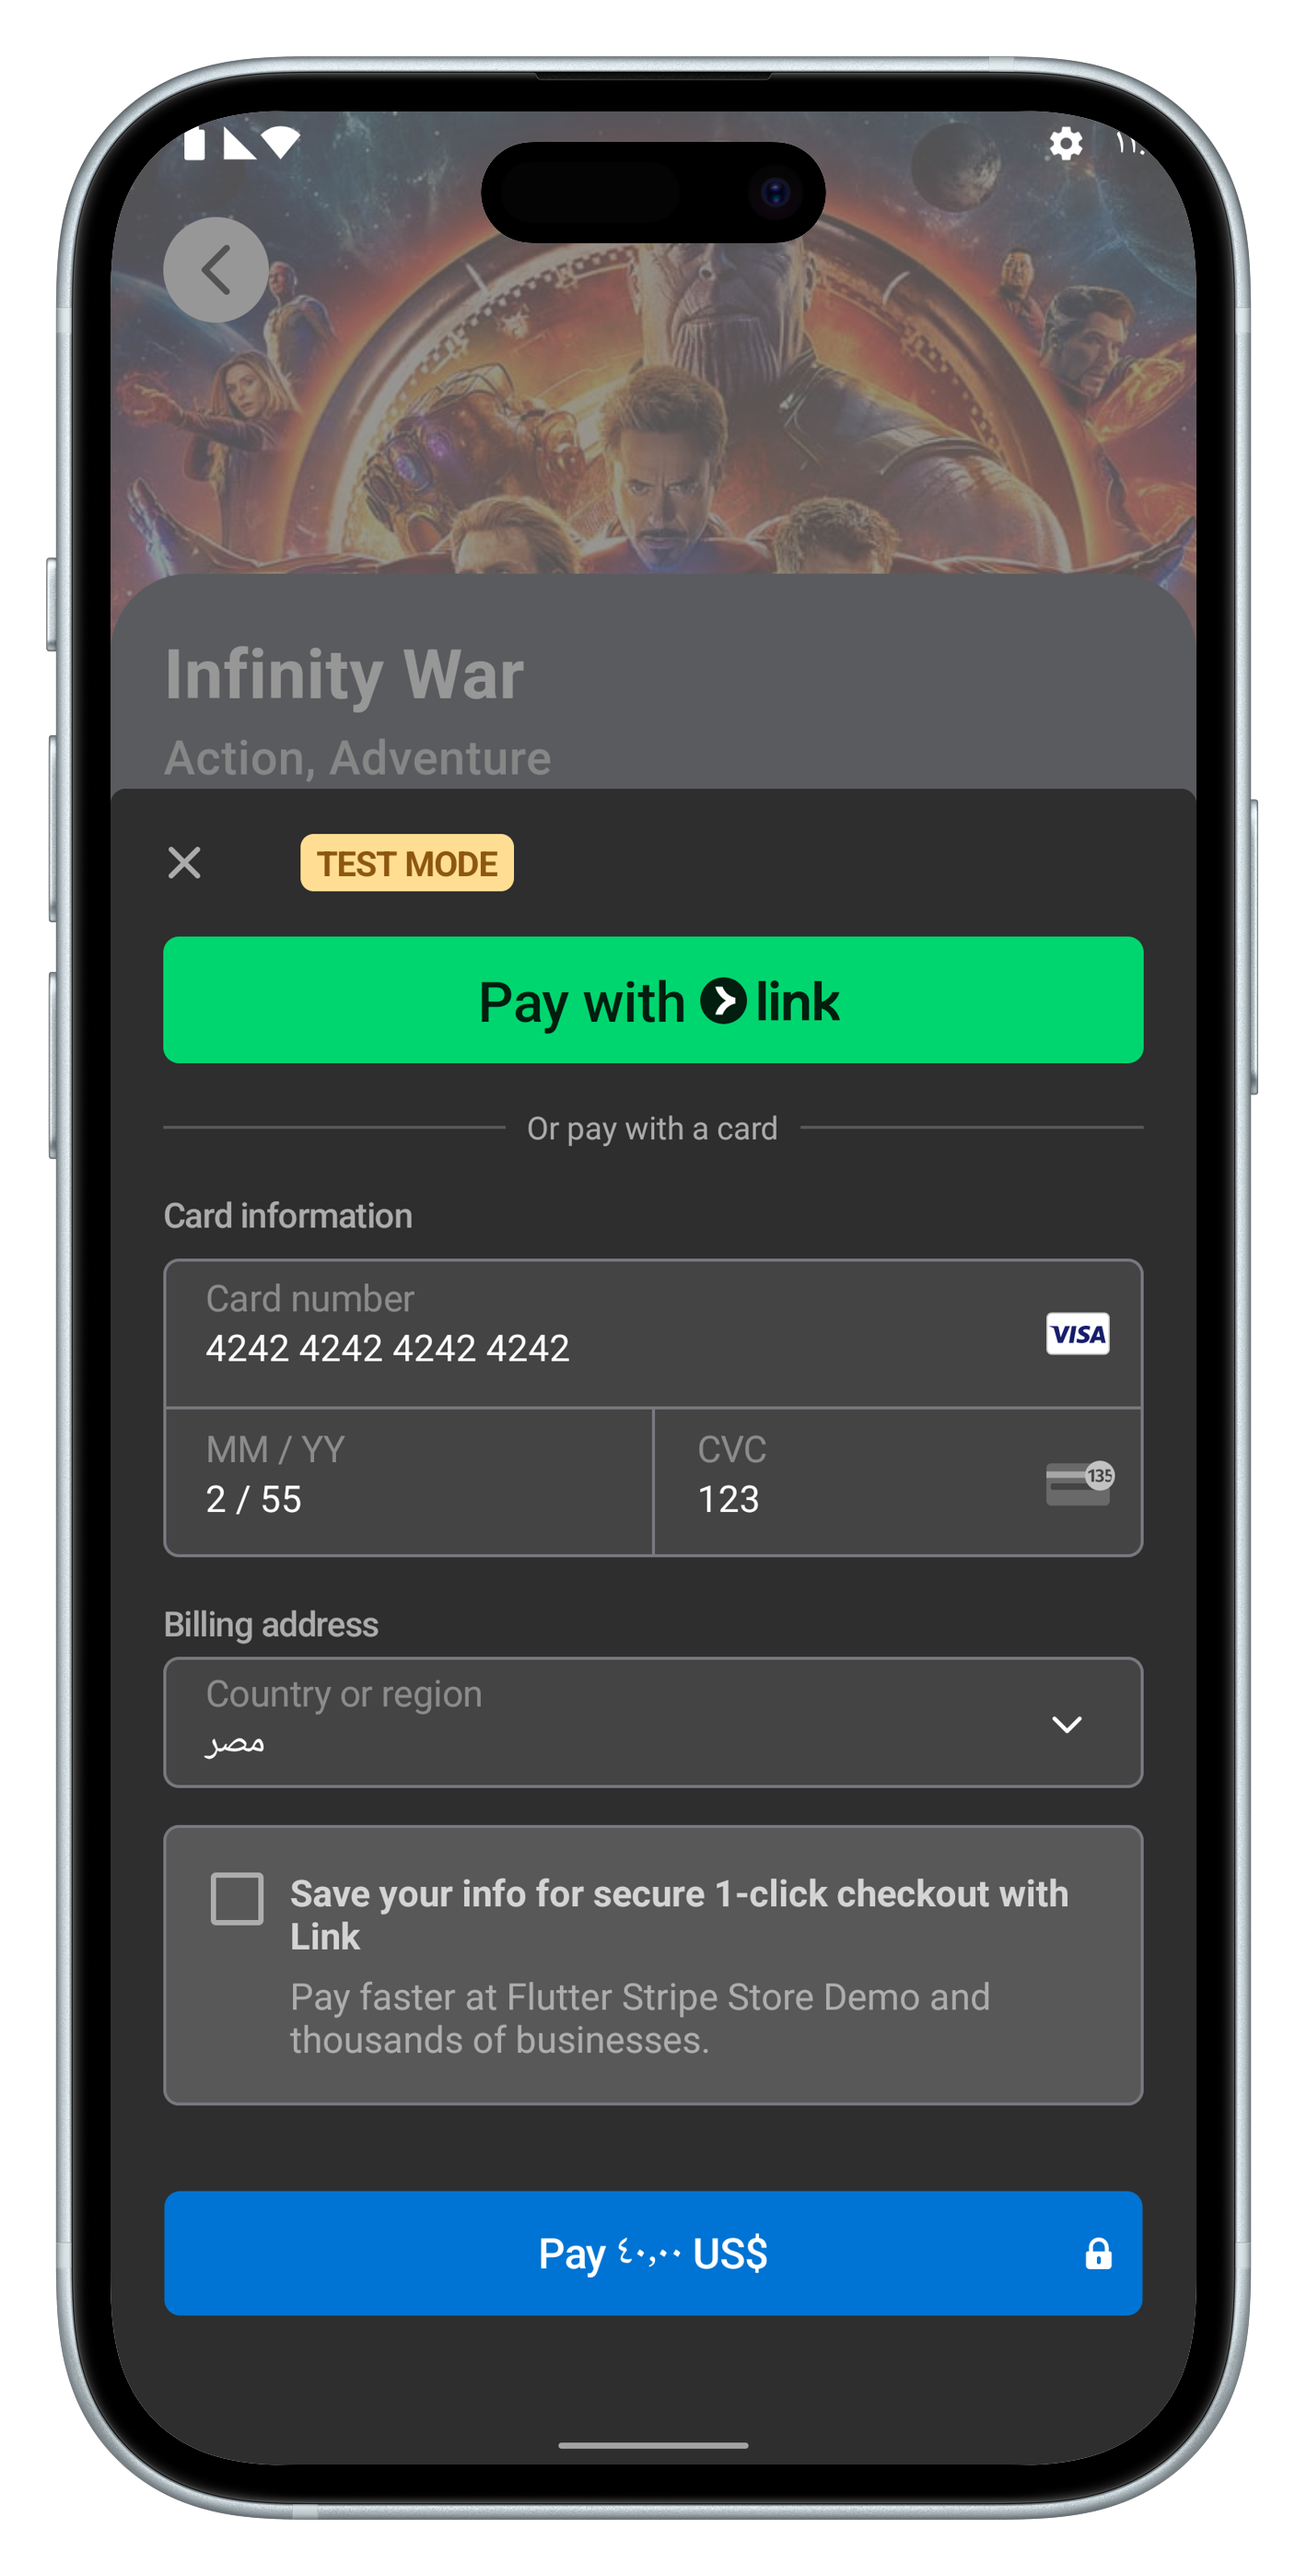 Infinity War
Action, Adventure
TEST MODE
Pay with link
Or pay with a card
Card information
Card number
4242 4242 4242 4242
VISA
MM / YY
2 / 55
CVC
123
135
Billing address
Country or region
مصر
Save your info for secure 1-click checkout with
Link
Pay faster at Flutter Stripe Store Demo and
thousands of businesses.
Pay ٤٠,٠٠ US$